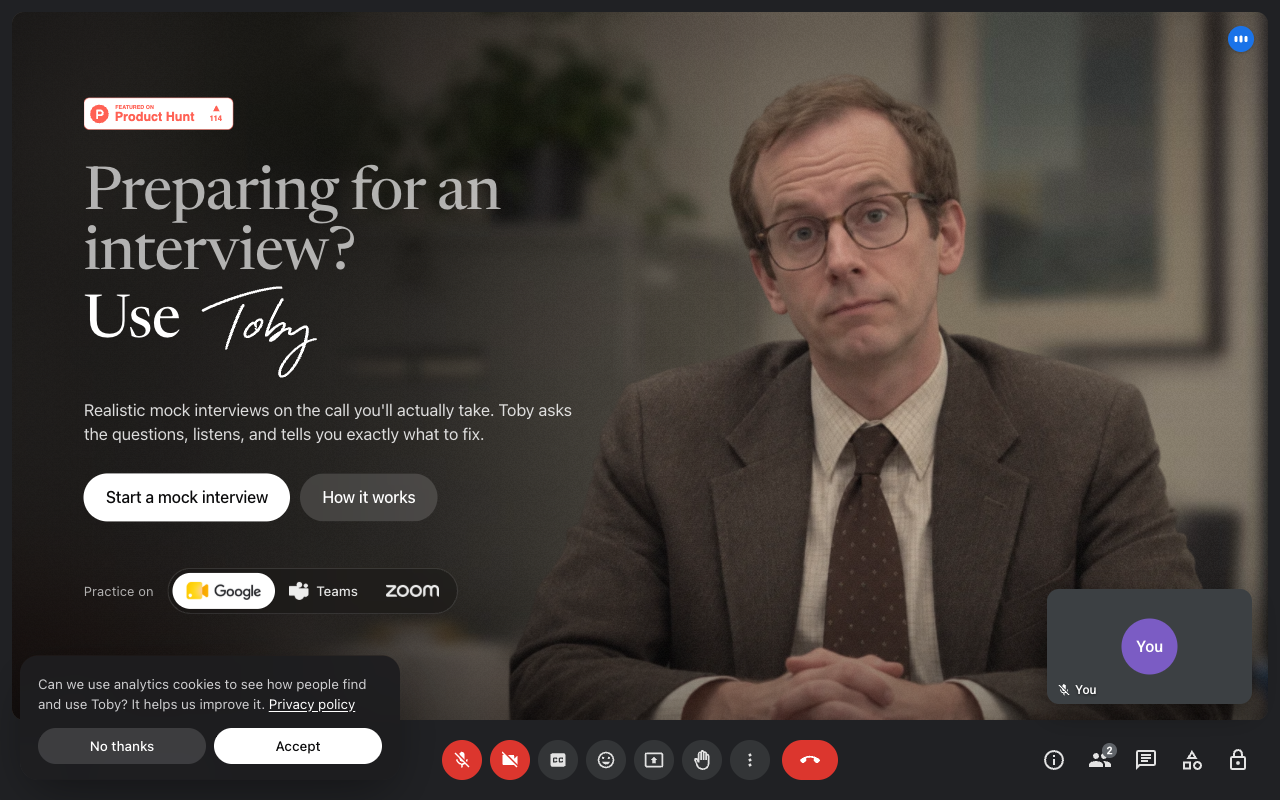 FEATURED ON
Product Hunt
114
Preparing for an
interview?
Use Toby
Realistic mock interviews on the call you'll actually take. Toby asks
the questions, listens, and tells you exactly what to fix.
Start a mock interview
How it works
Practice on
Google
Teams
zoom
You
You
Can we use analytics cookies to see how people find
and use Toby? It helps us improve it. Privacy policy
No thanks
Accept
CC
2